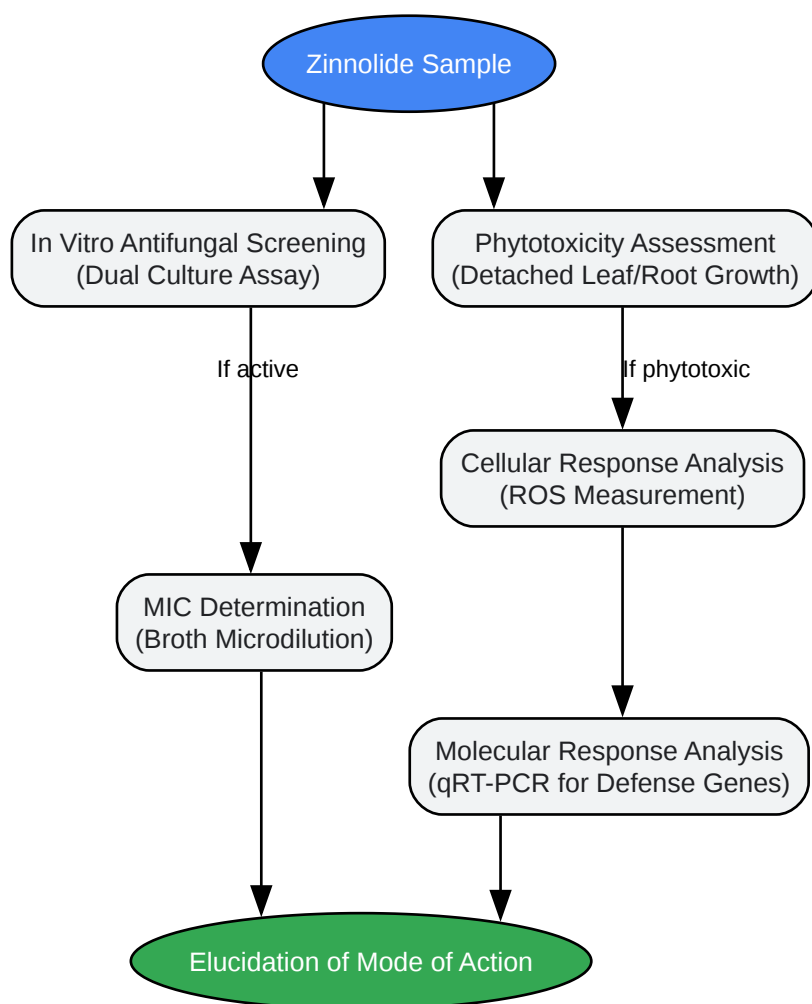 Zinnolide Sample
In Vitro Antifungal Screening
(Dual Culture Assay)
Phytotoxicity Assessment
(Detached Leaf/Root Growth)
If active
If phytotoxic
Cellular Response Analysis
(ROS Measurement)
MIC Determination
(Broth Microdilution)
Molecular Response Analysis
(qRT-PCR for Defense Genes)
Elucidation of Mode of Action